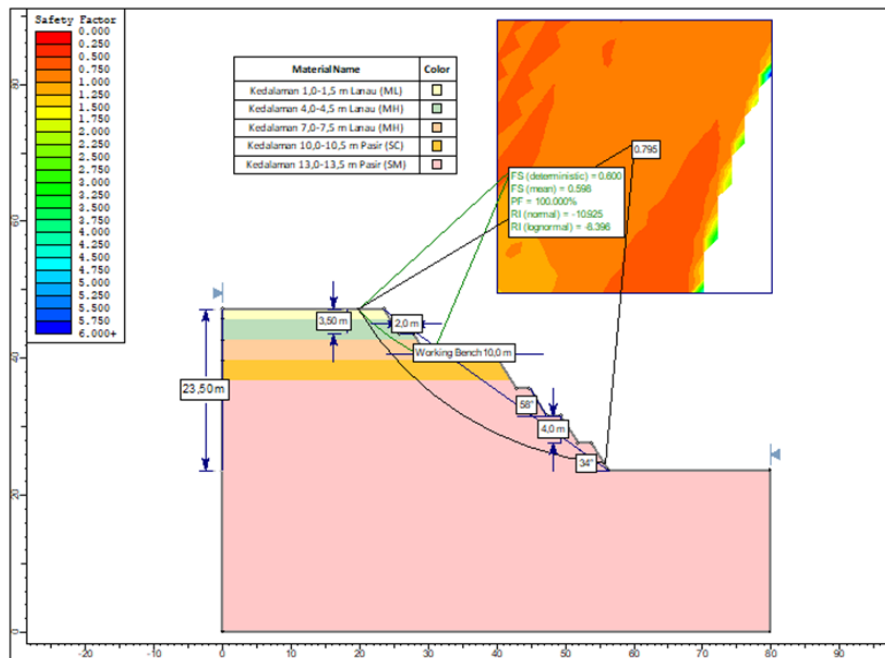 Safety Factor
0.000
0.250
0.500
0.750
1.000
1.250
1.500
1.750
2.000
2.250
2.500
2.750
3.000
3.250
3.500
3.750
4.000
4.250
4.500
4.750
5.000
5.250
5.500
5.750
6.000+
Material Name Color
Kedalaman 1,0-1,5 m Lanau (ML)
Kedalaman 4,0-4,5 m Lanau (MH)
Kedalaman 7,0-7,5 m Lanau (MH)
Kedalaman 10,0-10,5 m Pasir (SC)
Kedalaman 13,0-13,5 m Pasir (SM)
0.795
FS (deterministic) = 0.600
FS (mean) = 0.598
PF = 100.000%
RI (normal) = -10.925
RI (lognormal) = -8.396
3,50 m
2,0 m
Working Bench 10,0 m
23,50 m
58°
4,0 m
34°
80
60
40
20
0
-20 -10 0 10 20 30 40 50 60 70 80 90